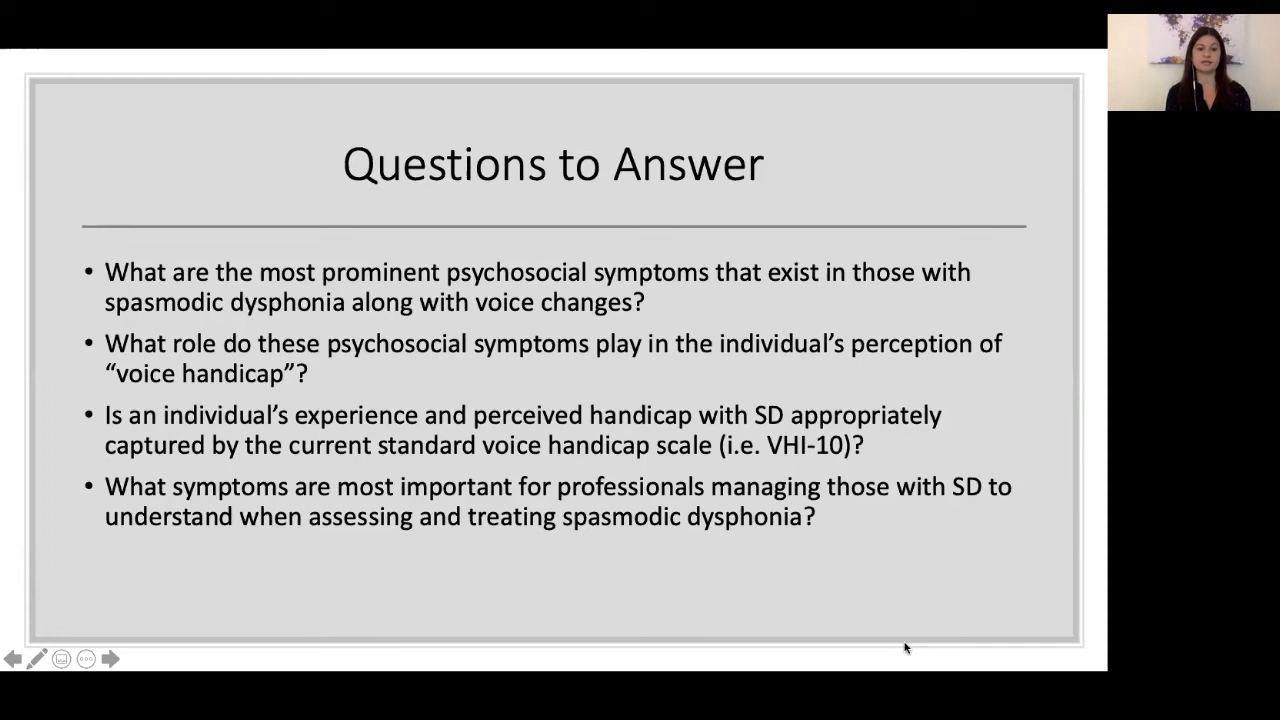 Questions to Answer
• What are the most prominent psychosocial symptoms that exist in those with
spasmodic dysphonia along with voice changes?
• What role do these psychosocial symptoms play in the individual’s perception of
“voice handicap”?
• Is an individual’s experience and perceived handicap with SD appropriately
captured by the current standard voice handicap scale (i.e. VHI-10)?
• What symptoms are most important for professionals managing those with SD to
understand when assessing and treating spasmodic dysphonia?